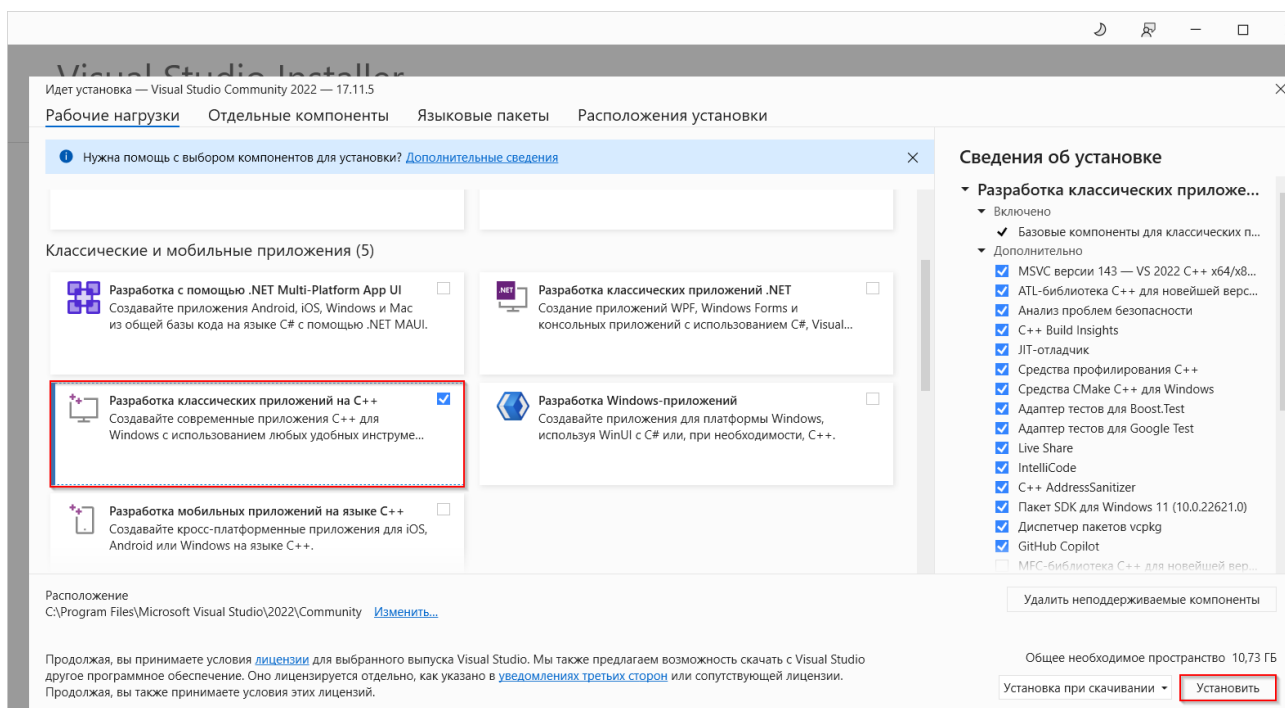 Visual Studio Installer
Идет установка — Visual Studio Community 2022 — 17.11.5
Рабочие нагрузки Отдельные компоненты Языковые пакеты Расположения установки
Нужна помощь с выбором компонентов для установки? Дополнительные сведения
Классические и мобильные приложения (5)
Разработка с помощью .NET Multi-Platform App UI
Создавайте приложения Android, iOS, Windows и Mac
из общей базы кода на языке C# с помощью .NET MAUI.
.NET
Разработка классических приложений .NET
Создание приложений WPF, Windows Forms и
консольных приложений с использованием C#, Visual...
Разработка классических приложений на C++
Создавайте современные приложения C++ для
Windows с использованием любых удобных инструме...
Разработка Windows-приложений
Создавайте приложения для платформы Windows,
используя WinUI с C# или, при необходимости, C++.
Разработка мобильных приложений на языке C++
Создавайте кросс-платформенные приложения для iOS,
Android или Windows на языке C++.
Сведения об установке
Разработка классических приложе...
Включено
Базовые компоненты для классических п...
Дополнительно
MSVC версии 143 — VS 2022 C++ x64/x8...
ATL-библиотека C++ для новейшей верс...
Анализ проблем безопасности
C++ Build Insights
JIT-отладчик
Средства профилирования C++
Средства CMake C++ для Windows
Адаптер тестов для Boost.Test
Адаптер тестов для Google Test
Live Share
IntelliCode
C++ AddressSanitizer
Пакет SDK для Windows 11 (10.0.22621.0)
Диспетчер пакетов vcpkg
GitHub Copilot
MFC-библиотека C++ для новейшей вер...
Расположение
C:\Program Files\Microsoft Visual Studio\2022\Community Изменить...
Удалить неподдерживаемые компоненты
Продолжая, вы принимаете условия лицензии для выбранного выпуска Visual Studio. Мы также предлагаем возможность скачать с Visual Studio
другое программное обеспечение. Оно лицензируется отдельно, как указано в уведомлениях третьих сторон или сопутствующей лицензии.
Продолжая, вы также принимаете условия этих лицензий.
Общее необходимое пространство 10,73 ГБ
Установка при скачивании
Установить